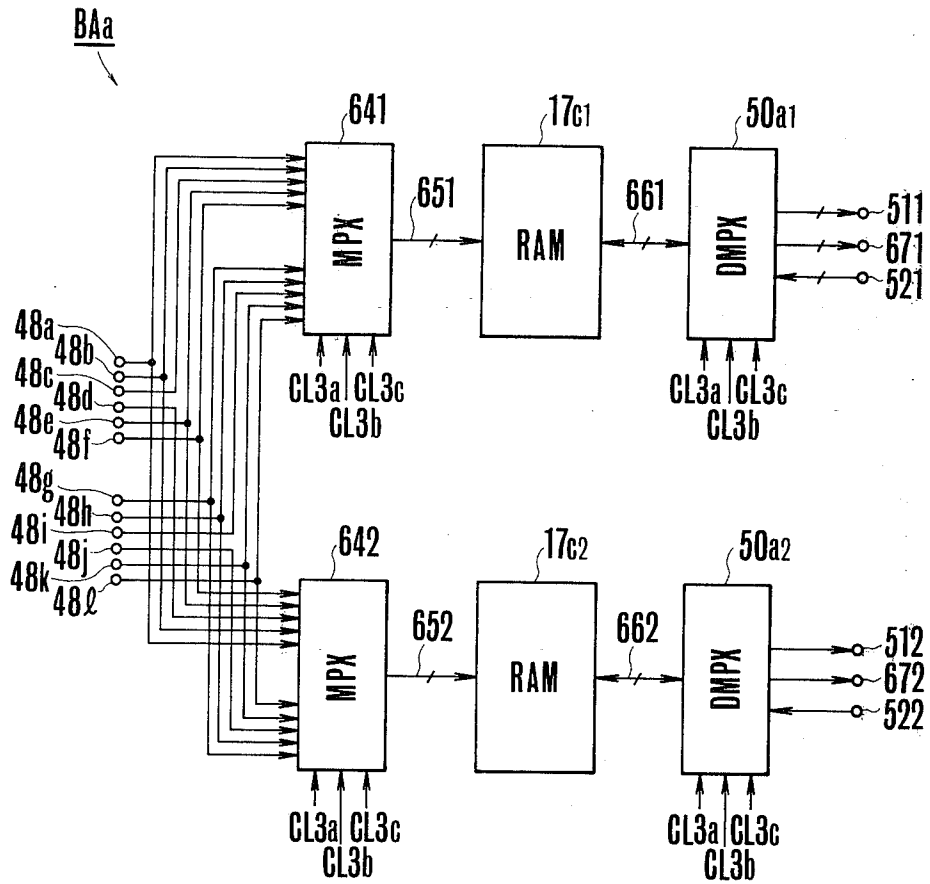 BAa
641
17c1
50a1
651
661
MPX
RAM
DMPX
511
671
521
CL3a
CL3c
CL3b
CL3a
CL3c
CL3b
48a
48b
48c
48d
48e
48f
48g
48h
48i
48j
48k
48ℓ
642
17c2
50a2
652
662
MPX
RAM
DMPX
512
672
522
CL3a
CL3c
CL3b
CL3a
CL3c
CL3b